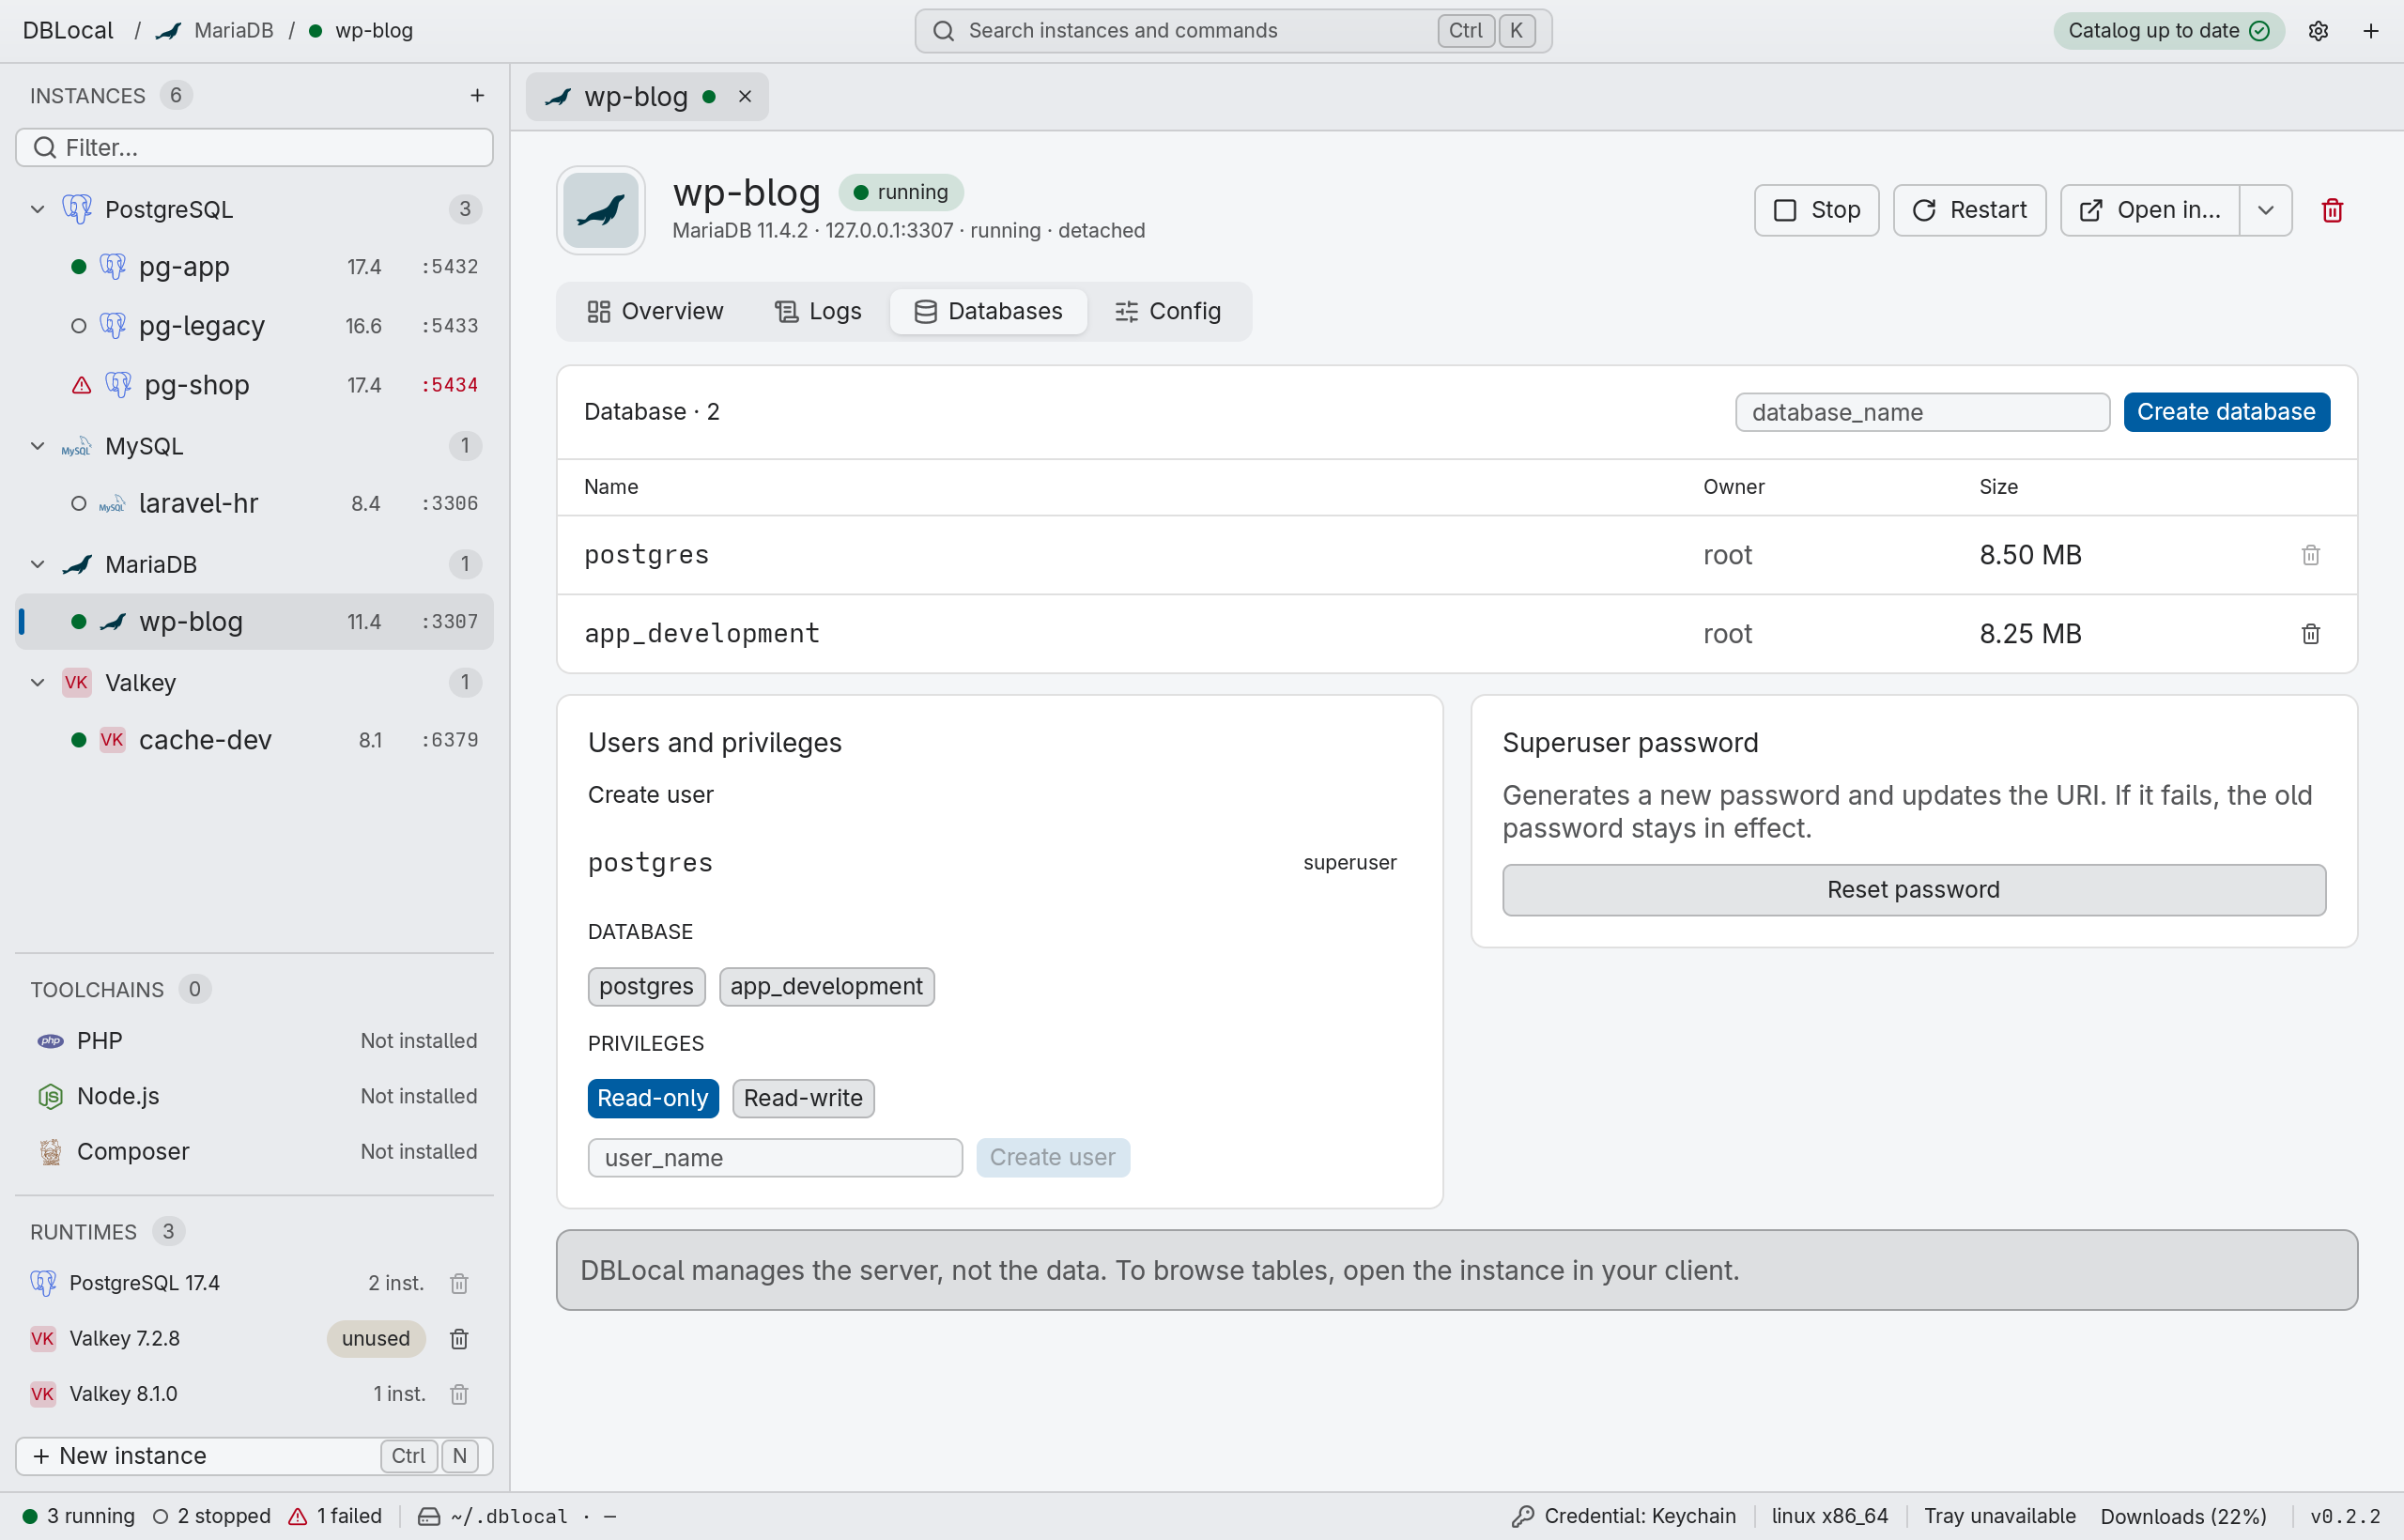 DBLocal / MariaDB / wp-blog
Search instances and commands Ctrl K
Catalog up to date
INSTANCES 6
Filter...
PostgreSQL 3
pg-app 17.4 :5432
pg-legacy 16.6 :5433
pg-shop 17.4 :5434
MySQL MySQL 1
MySQL laravel-hr 8.4 :3306
MariaDB 1
wp-blog 11.4 :3307
VK Valkey 1
VK cache-dev 8.1 :6379
TOOLCHAINS 0
php PHP Not installed
JS Node.js Not installed
Composer Not installed
RUNTIMES 3
PostgreSQL 17.4 2 inst.
VK Valkey 7.2.8 unused
VK Valkey 8.1.0 1 inst.
+ New instance Ctrl N
wp-blog
wp-blog running
MariaDB 11.4.2 · 127.0.0.1:3307 · running · detached
Stop Restart Open in...
Overview Logs Databases Config
Database · 2 database_name Create database
Name Owner Size
postgres root 8.50 MB
app_development root 8.25 MB
Users and privileges
Create user
postgres superuser
DATABASE
postgres app_development
PRIVILEGES
Read-only Read-write
user_name Create user
Superuser password
Generates a new password and updates the URI. If it fails, the old
password stays in effect.
Reset password
DBLocal manages the server, not the data. To browse tables, open the instance in your client.
3 running 2 stopped 1 failed ~/.dblocal · —
Credential: Keychain linux x86_64 Tray unavailable Downloads (22%) v0.2.2